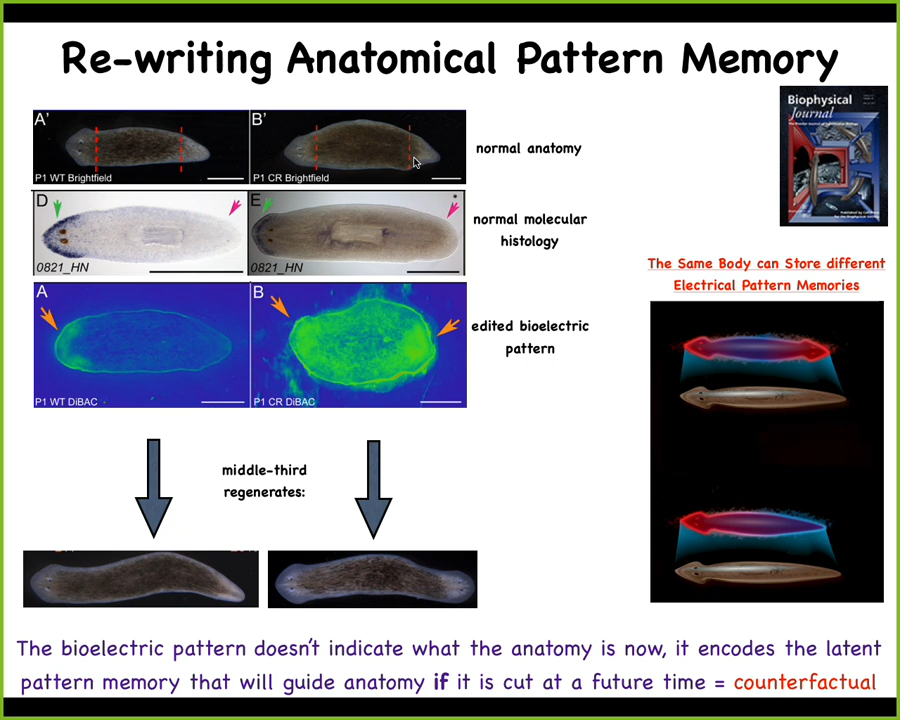 Re-writing Anatomical Pattern Memory
A'
P1 WT Brightfield
B'
P1 CR Brightfield
normal anatomy
D
0821_HN
E
*
0821_HN
normal molecular
histology
A
P1 WT DiBAC
B
P1 CR DiBAC
edited bioelectric
pattern
middle-third
regenerates:
Biophysical
Journal
The Same Body can Store different
Electrical Pattern Memories
The bioelectric pattern doesn't indicate what the anatomy is now, it encodes the latent
pattern memory that will guide anatomy if it is cut at a future time = counterfactual